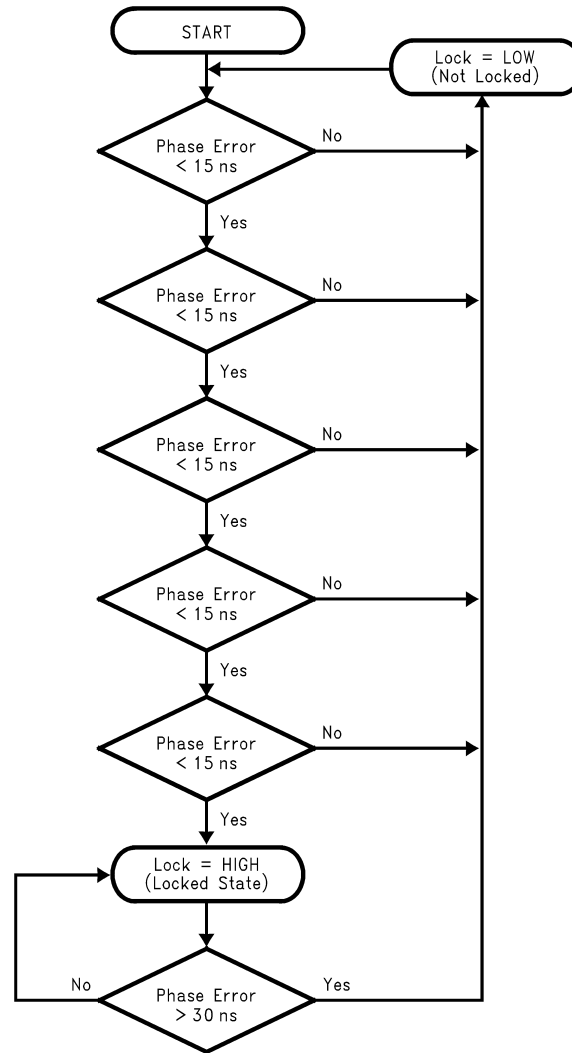 START
Lock = LOW
(Not Locked)
Phase Error
< 15 ns
No
Yes
Phase Error
< 15 ns
No
Yes
Phase Error
< 15 ns
No
Yes
Phase Error
< 15 ns
No
Yes
Phase Error
< 15 ns
No
Yes
Lock = HIGH
(Locked State)
No
Phase Error
> 30 ns
Yes